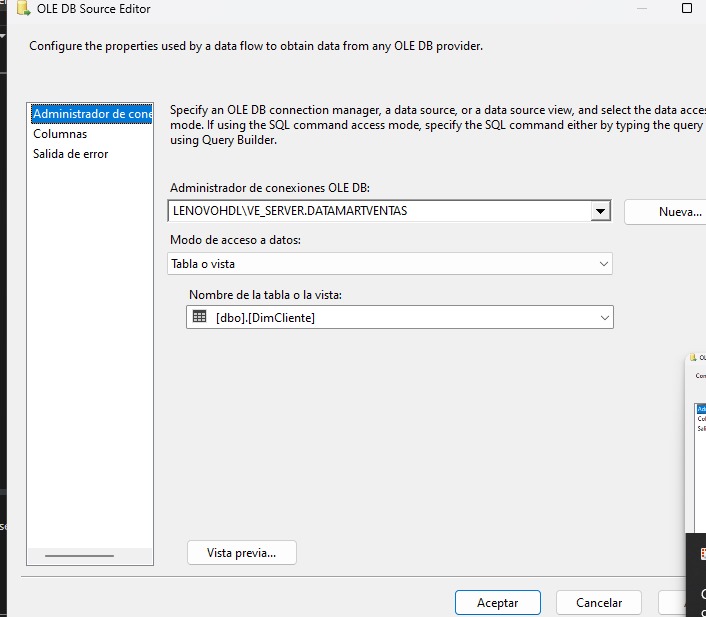 OLE DB Source Editor
Configure the properties used by a data flow to obtain data from any OLE DB provider.
Administrador de cone
Columnas
Salida de error
Specify an OLE DB connection manager, a data source, or a data source view, and select the data acces
mode. If using the SQL command access mode, specify the SQL command either by typing the query
using Query Builder.
Administrador de conexiones OLE DB:
LENOVOHDL\VE_SERVER.DATAMARTVENTAS
Nueva...
Modo de acceso a datos:
Tabla o vista
Nombre de la tabla o la vista:
[dbo].[DimCliente]
Vista previa...
Aceptar
Cancelar